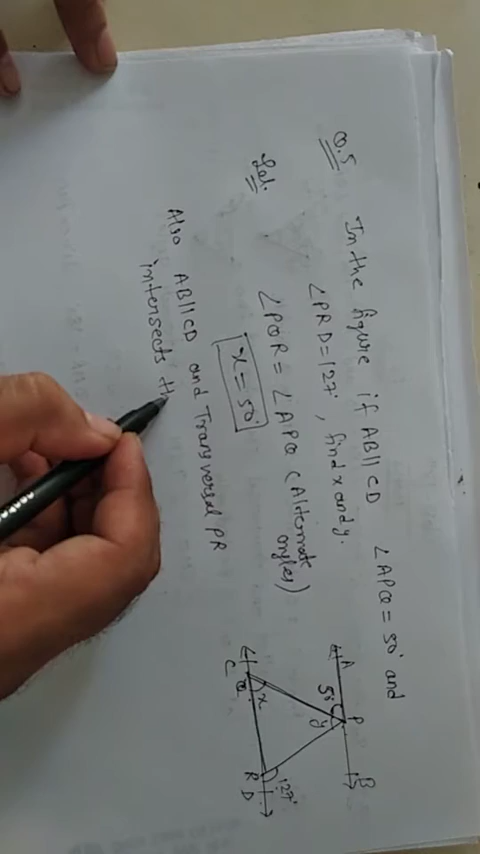 Q.5 In the figure if AB||CD ∠APQ = 50° and
∠PRD = 127°, find x and y.
Sol.
∠PQR = ∠APQ (Alternate
angles)
x = 50°
Also AB||CD and Transversal PR
intersects th
A P B
50° y
x 127°
C Q R D